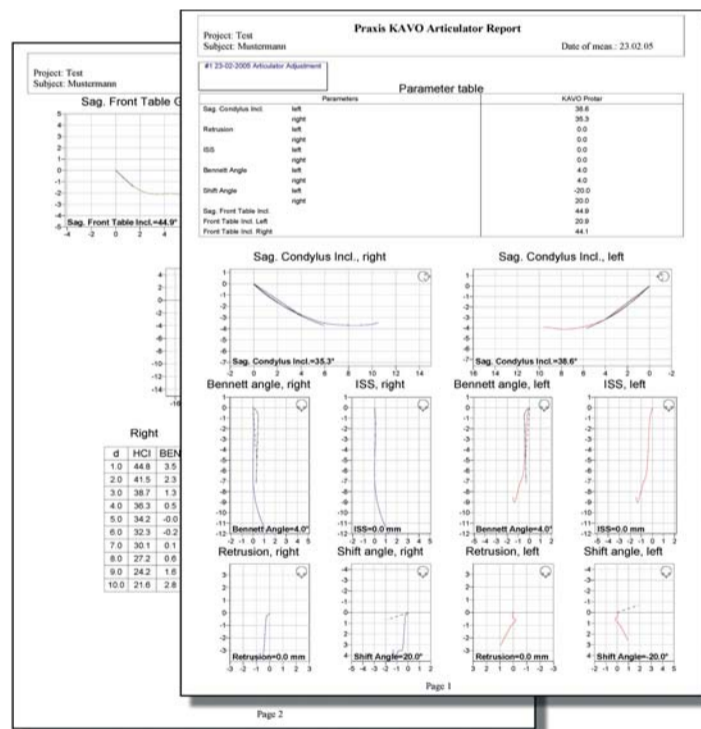 Praxis KAVO Articulator Report
Project: Test
Subject: Mustermann
Date of meas.: 23.02.05
#1 23-02-2005 Articulator Adjustment
Parameter table
Parameters KAVO Protar
Sag. Condylus Incl. left 38.6
right 35.3
Retrusion left 0.0
right 0.0
ISS left 0.0
right 0.0
Bennett Angle left 4.0
right 4.0
Shift Angle left -20.0
right 20.0
Sag. Front Table Incl. 44.9
Front Table Incl. Left 20.9
Front Table Incl. Right 44.1
Sag. Condylus Incl., right
Sag. Condylus Incl.=35.3°
Sag. Condylus Incl., left
Sag. Condylus Incl.=38.6°
Bennett angle, right
Bennett Angle=4.0°
ISS, right
ISS=0.0 mm
Bennett angle, left
Bennett Angle=4.0°
ISS, left
ISS=0.0 mm
Retrusion, right
Retrusion=0.0 mm
Shift angle, right
Shift Angle=20.0°
Retrusion, left
Retrusion=0.0 mm
Shift angle, left
Shift Angle=-20.0°
Page 1
Project: Test
Subject: Mustermann
Sag. Front Table
Sag. Front Table Incl.=44.9°
Right
d HCI BEN
1.0 44.8 3.5
2.0 41.5 2.3
3.0 38.7 1.3
4.0 36.3 0.5
5.0 34.2 -0.0
6.0 32.3 -0.2
7.0 30.1 0.1
8.0 27.2 0.6
9.0 24.2 1.6
10.0 21.6 2.8
Page 2